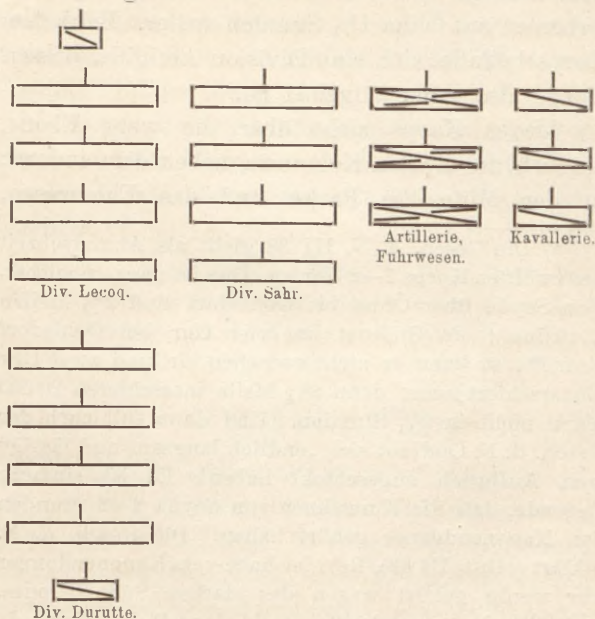 Artillerie,
Fuhrwesen.
Kavallerie.
Div. Lecoq.
Div. Sahr.
Div. Durutte.